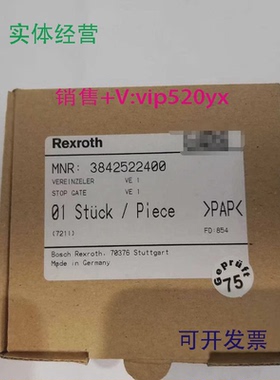 实体经营
销售+V:vip520yx
Rexroth
MNR: 3842522400
VEREINZELER VE 1
STOP GATE VE 1
01 Stück / Piece >PAP<
(7211) FD:854
Bosch Rexroth, 70376 Stuttgart
Made in Germany
Geprüft
75
可开发票